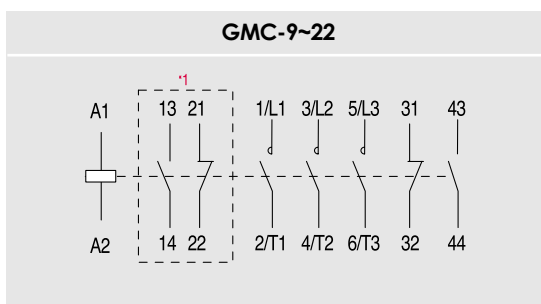 GMC-9~22
*1
A1 13 21 1/L1 3/L2 5/L3 31 43
A2 14 22 2/T1 4/T2 6/T3 32 44